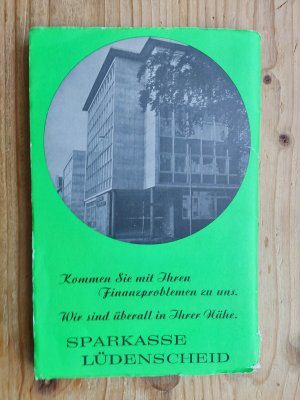 Kommen Sie mit Ihren
Finanzproblemen zu uns.
Wir sind überall in Ihrer Nähe.
SPARKASSE
LÜDENSCHEID